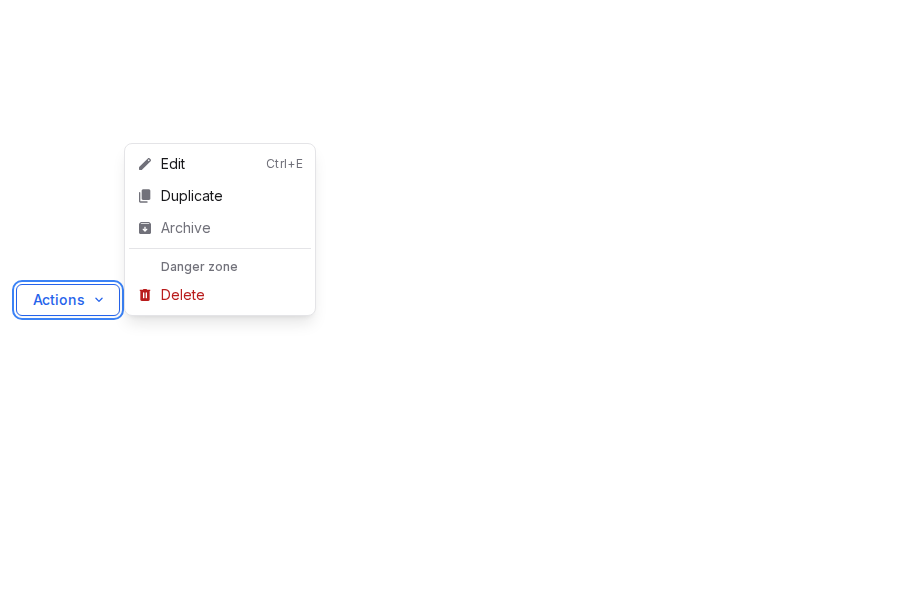 Edit Ctrl+E
Duplicate
Archive
Danger zone
Delete
Actions